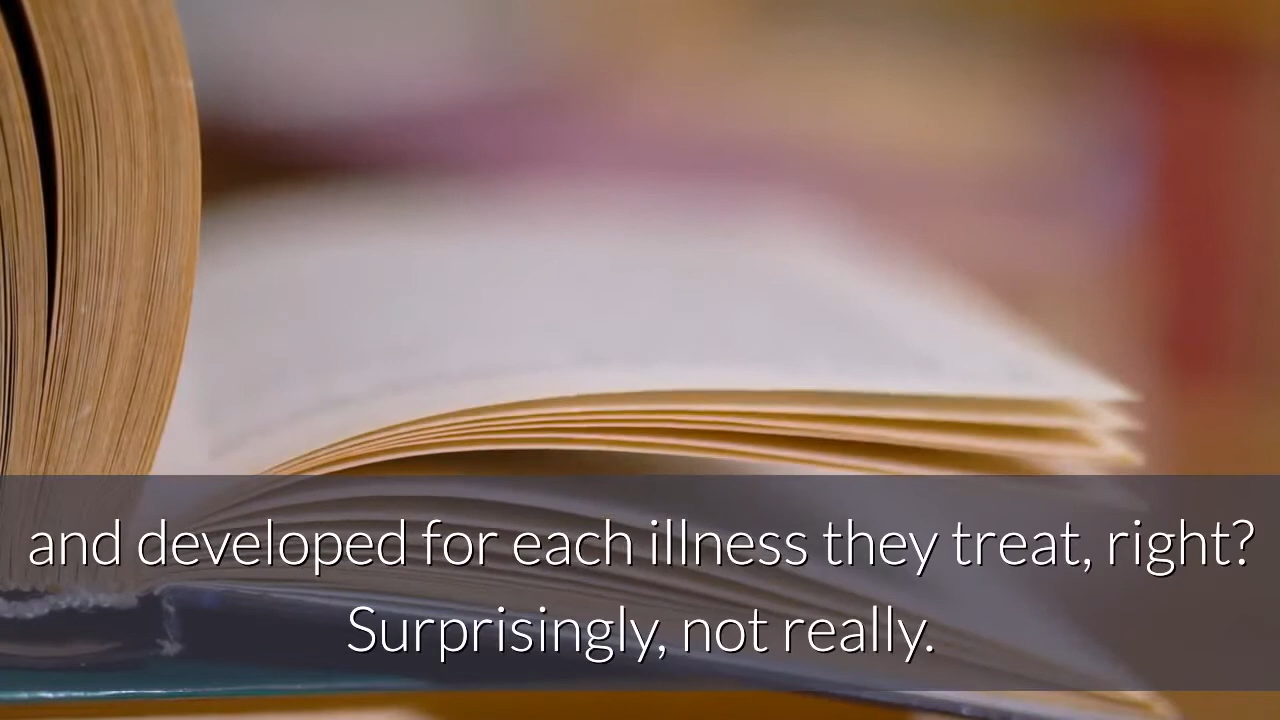 and developed for each illness they treat, right?
Surprisingly, not really.